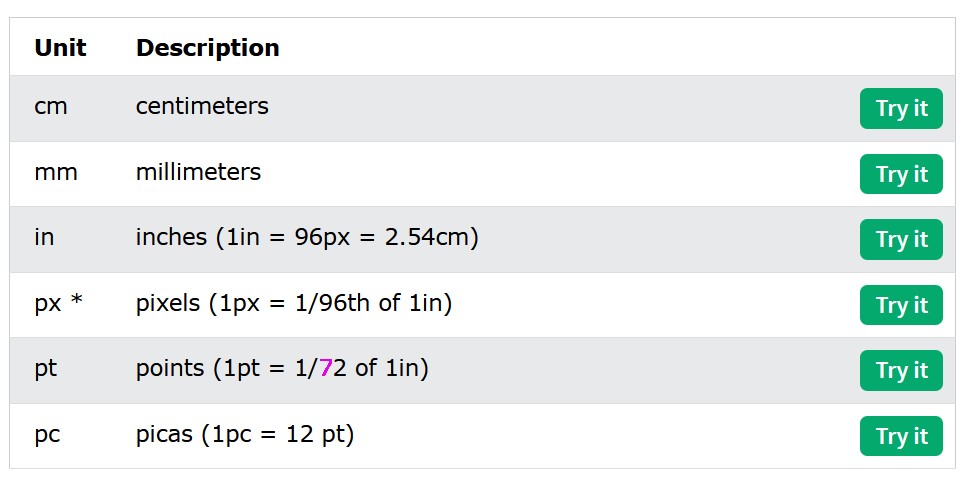 Unit Description
cm centimeters Try it
mm millimeters Try it
in inches (1in = 96px = 2.54cm) Try it
px * pixels (1px = 1/96th of 1in) Try it
pt points (1pt = 1/72 of 1in) Try it
pc picas (1pc = 12 pt) Try it